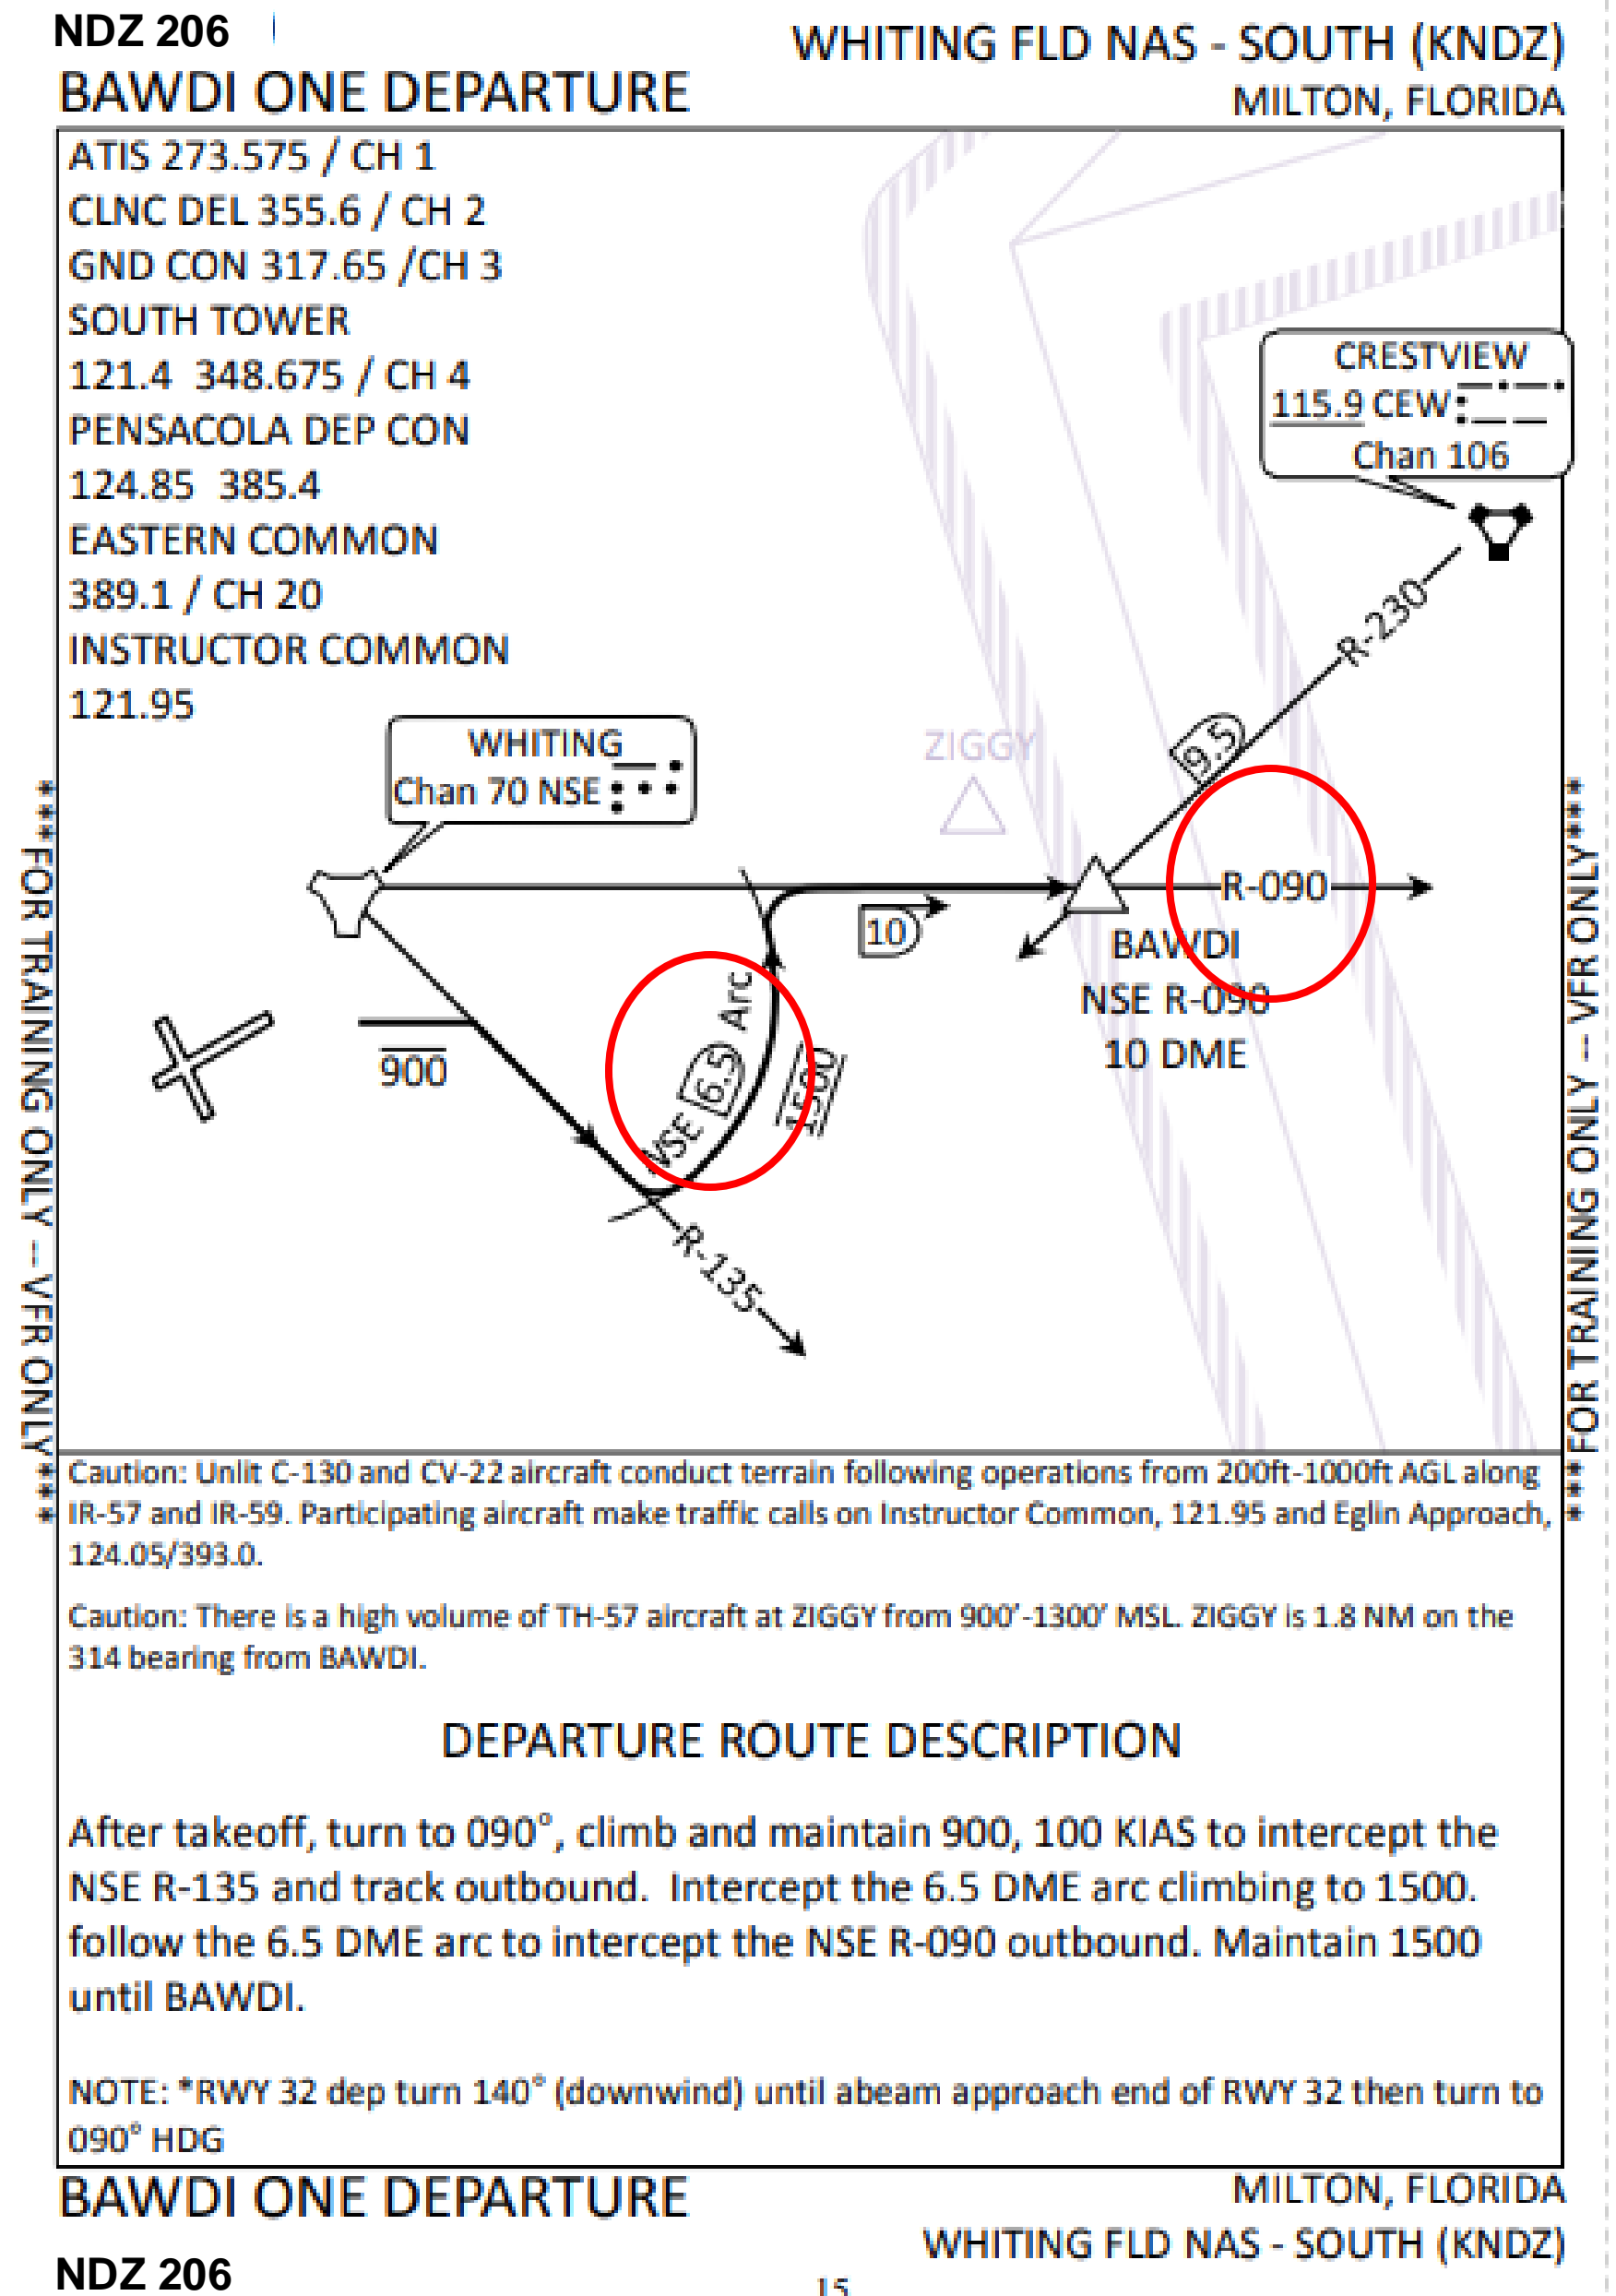 NDZ 206
WHITING FLD NAS - SOUTH (KNDZ)
BAWDI ONE DEPARTURE
MILTON, FLORIDA
ATIS 273.575 / CH 1
CLNC DEL 355.6 / CH 2
GND CON 317.65 /CH 3
SOUTH TOWER
121.4 348.675 / CH 4
PENSACOLA DEP CON
124.85 385.4
EASTERN COMMON
389.1 / CH 20
INSTRUCTOR COMMON
121.95
CRESTVIEW
115.9 CEW
Chan 106
R-230
9.5
ZIGGY
WHITING
Chan 70 NSE
R-090
10
BAWDI
NSE R-090
10 DME
900
NSE 6.5 Arc
1500
R-135
***FOR TRAINING ONLY -- VFR ONLY***
***FOR TRAINING ONLY -- VFR ONLY***
Caution: Unlit C-130 and CV-22 aircraft conduct terrain following operations from 200ft-1000ft AGL along
IR-57 and IR-59. Participating aircraft make traffic calls on Instructor Common, 121.95 and Eglin Approach,
124.05/393.0.
Caution: There is a high volume of TH-57 aircraft at ZIGGY from 900'-1300' MSL. ZIGGY is 1.8 NM on the
314 bearing from BAWDI.
DEPARTURE ROUTE DESCRIPTION
After takeoff, turn to 090°, climb and maintain 900, 100 KIAS to intercept the
NSE R-135 and track outbound. Intercept the 6.5 DME arc climbing to 1500.
follow the 6.5 DME arc to intercept the NSE R-090 outbound. Maintain 1500
until BAWDI.
NOTE: *RWY 32 dep turn 140° (downwind) until abeam approach end of RWY 32 then turn to
090° HDG
BAWDI ONE DEPARTURE
MILTON, FLORIDA
WHITING FLD NAS - SOUTH (KNDZ)
NDZ 206
15